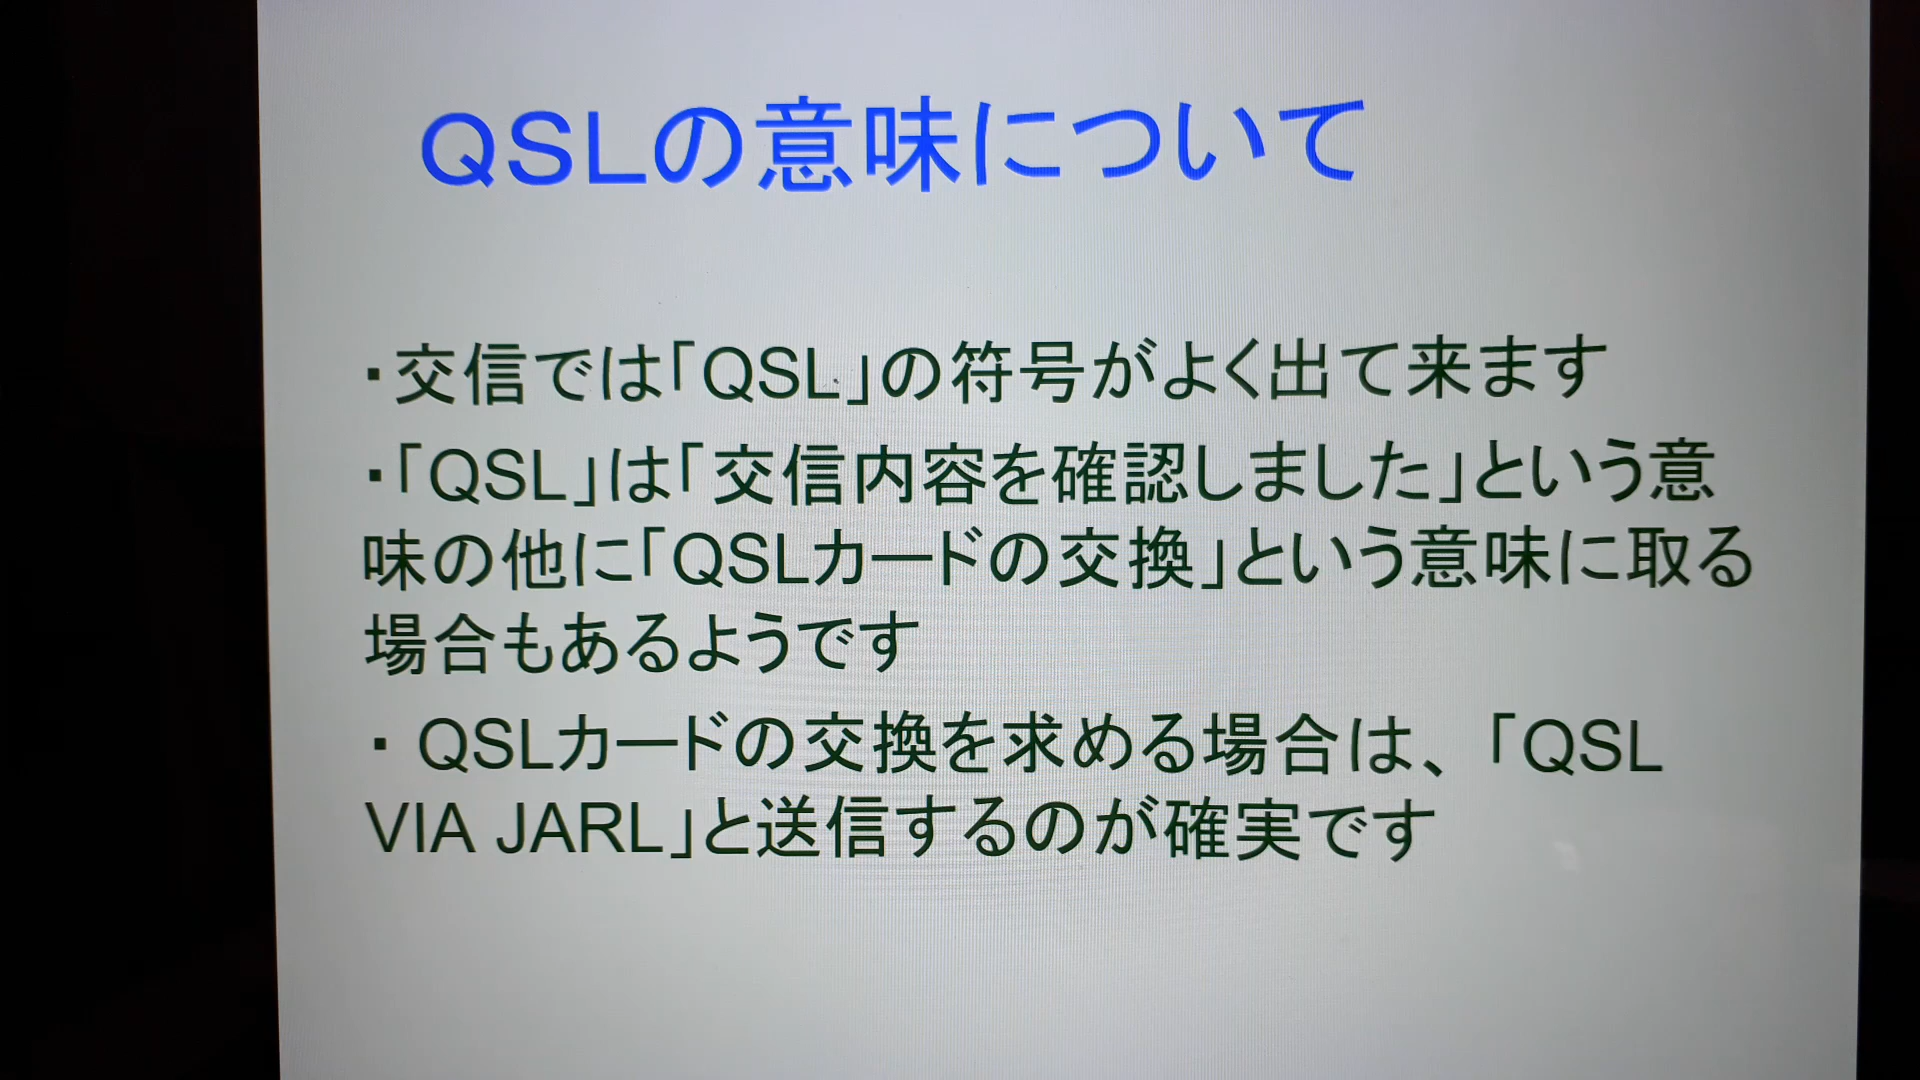 QSLの意味について
・交信では「QSL」の符号がよく出て来ます
・「QSL」は「交信内容を確認しました」という意
味の他に「QSLカードの交換」という意味に取る
場合もあるようです
・ QSLカードの交換を求める場合は、「QSL
VIA JARL」と送信するのが確実です